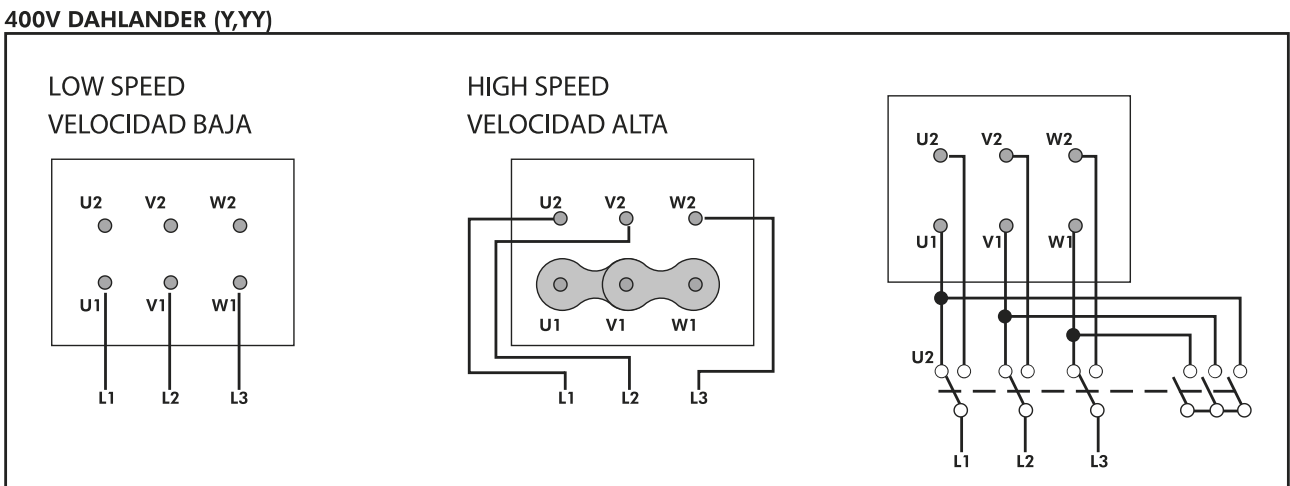 400V DAHLANDER (Y,YY)
LOW SPEED
VELOCIDAD BAJA
U2 V2 W2
U1 V1 W1
L1 L2 L3
HIGH SPEED
VELOCIDAD ALTA
U2 V2 W2
U1 V1 W1
L1 L2 L3
U2 V2 W2
U1 V1 W1
U2
L1 L2 L3